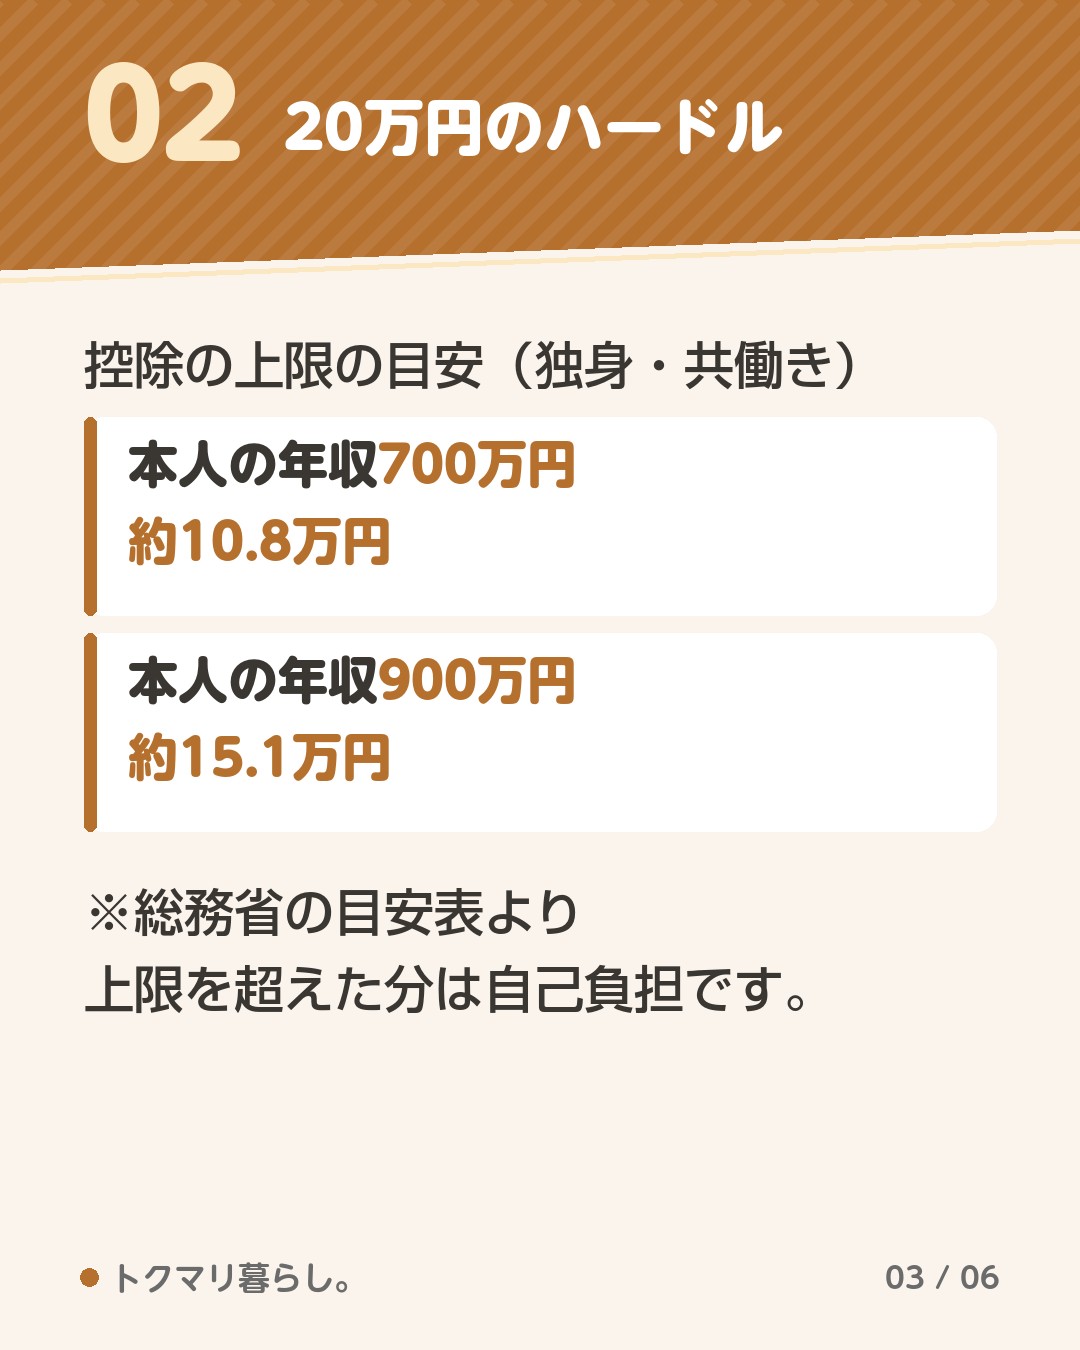 02 20万円のハードル
控除の上限の目安（独身・共働き）
本人の年収700万円
約10.8万円
本人の年収900万円
約15.1万円
※総務省の目安表より
上限を超えた分は自己負担です。
トクマリ暮らし。
03 / 06